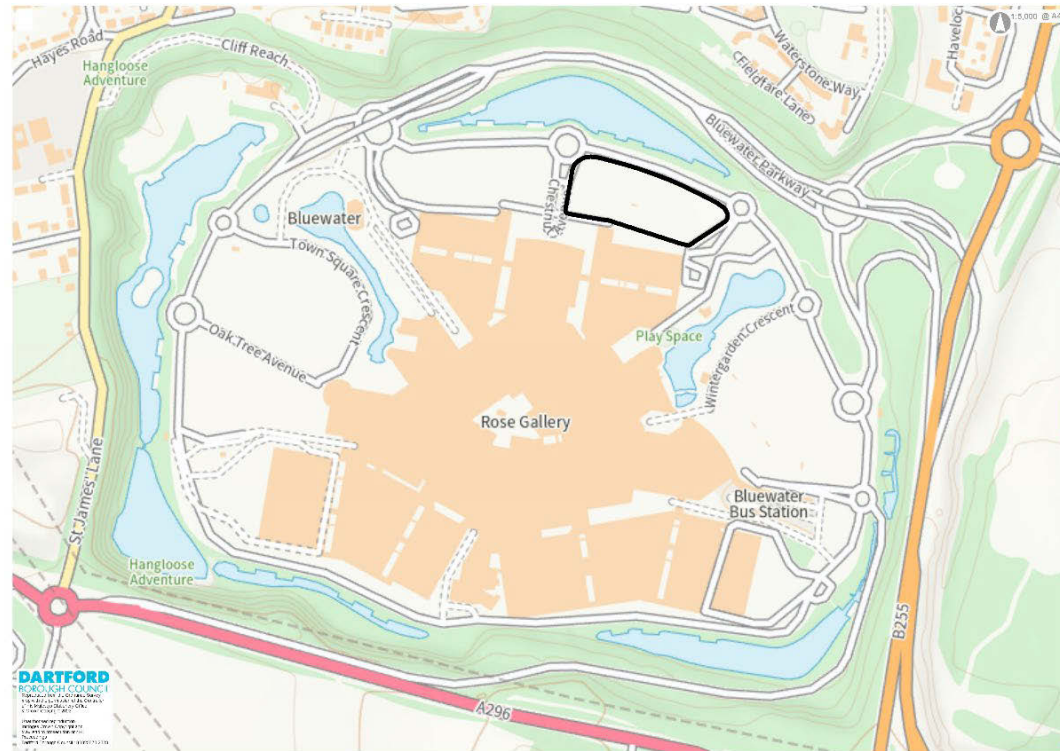 1:5,000 @ A4
Hayes Road
Cliff Reach
Hangloose
Adventure
Waterstone Way
Fieldfare Lane
Havelock
Bluewater Parkway
Chestnut
Bluewater
Town Square Crescent
Oak Tree Avenue
Play Space
Wintergarden Crescent
Rose Gallery
St James' Lane
Bluewater
Bus Station
Hangloose
Adventure
B255
A296
DARTFORD
BOROUGH COUNCIL